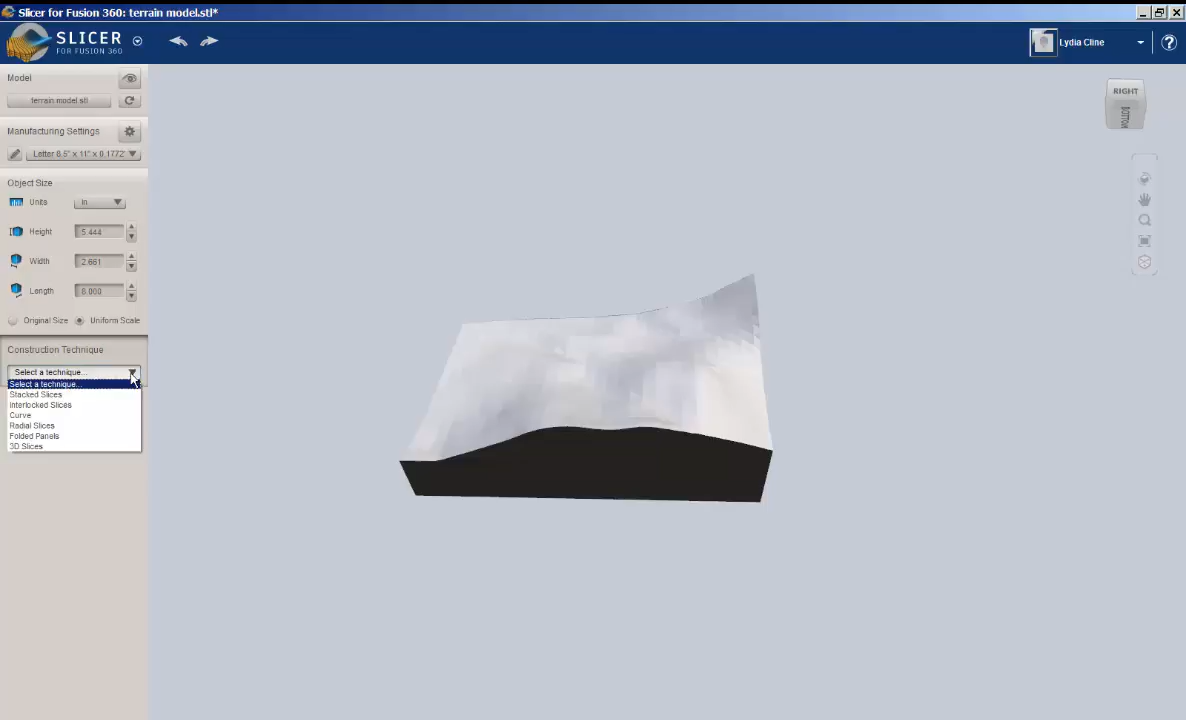 Slicer for Fusion 360: terrain model.stl*
SLICER
FOR FUSION 360
Lydia Cline
Model
terrain model.stl
Manufacturing Settings
Letter 8.5" x 11" x 0.1772
Object Size
Units
in
Height
5.444
Width
2.661
Length
8.000
Original Size
Uniform Scale
Construction Technique
Select a technique...
Select a technique...
Stacked Slices
Interlocked Slices
Curve
Radial Slices
Folded Panels
3D Slices
RIGHT
BOTTOM